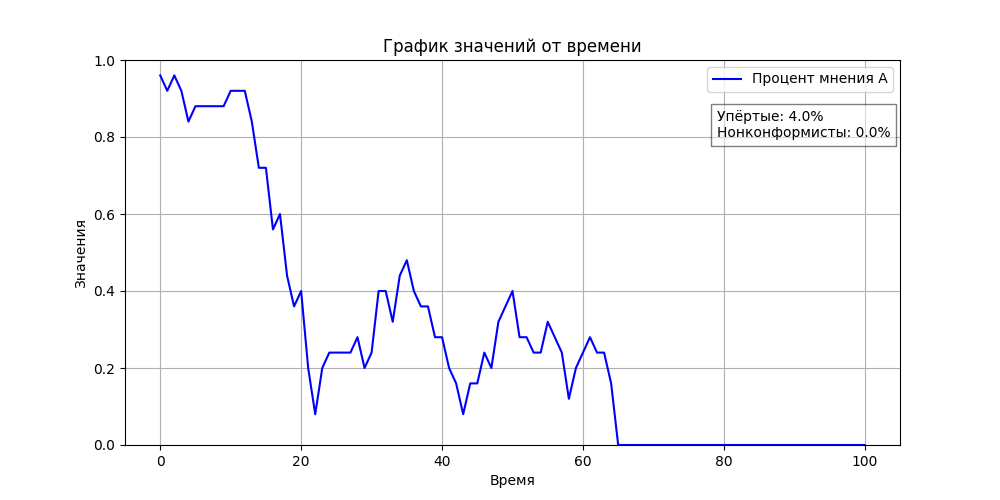 График значений от времени
Процент мнения A
Упёртые: 4.0%
Нонконформисты: 0.0%
Значения
1.0
0.8
0.6
0.4
0.2
0.0
0 20 40 60 80 100
Время